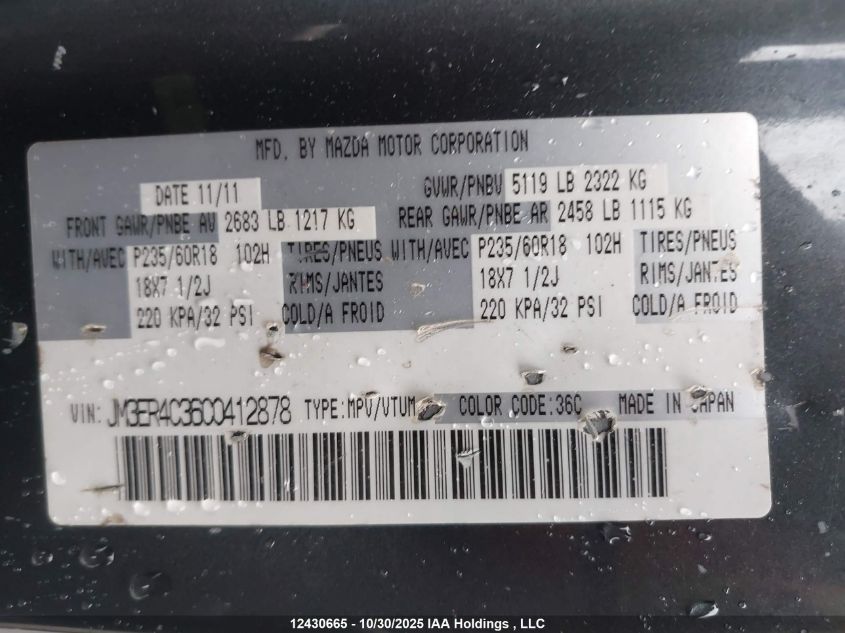 MFD. BY MAZDA MOTOR CORPORATION
DATE 11/11 GVWR/PNBV 5119 LB 2322 KG
FRONT GAWR/PNBE AV 2683 LB 1217 KG REAR GAWR/PNBE AR 2458 LB 1115 KG
WITH/AVEC P235/60R18 102H TIRES/PNEUS WITH/AVEC P235/60R18 102H TIRES/PNEUS
18X7 1/2J RIMS/JANTES 18X7 1/2J RIMS/JANTES
220 KPA/32 PSI COLD/A FROID 220 KPA/32 PSI COLD/A FROID
VIN: JM3ER4C36C0412878 TYPE:MPV/VTUM COLOR CODE:36C MADE IN JAPAN
12430665 - 10/30/2025 IAA Holdings , LLC